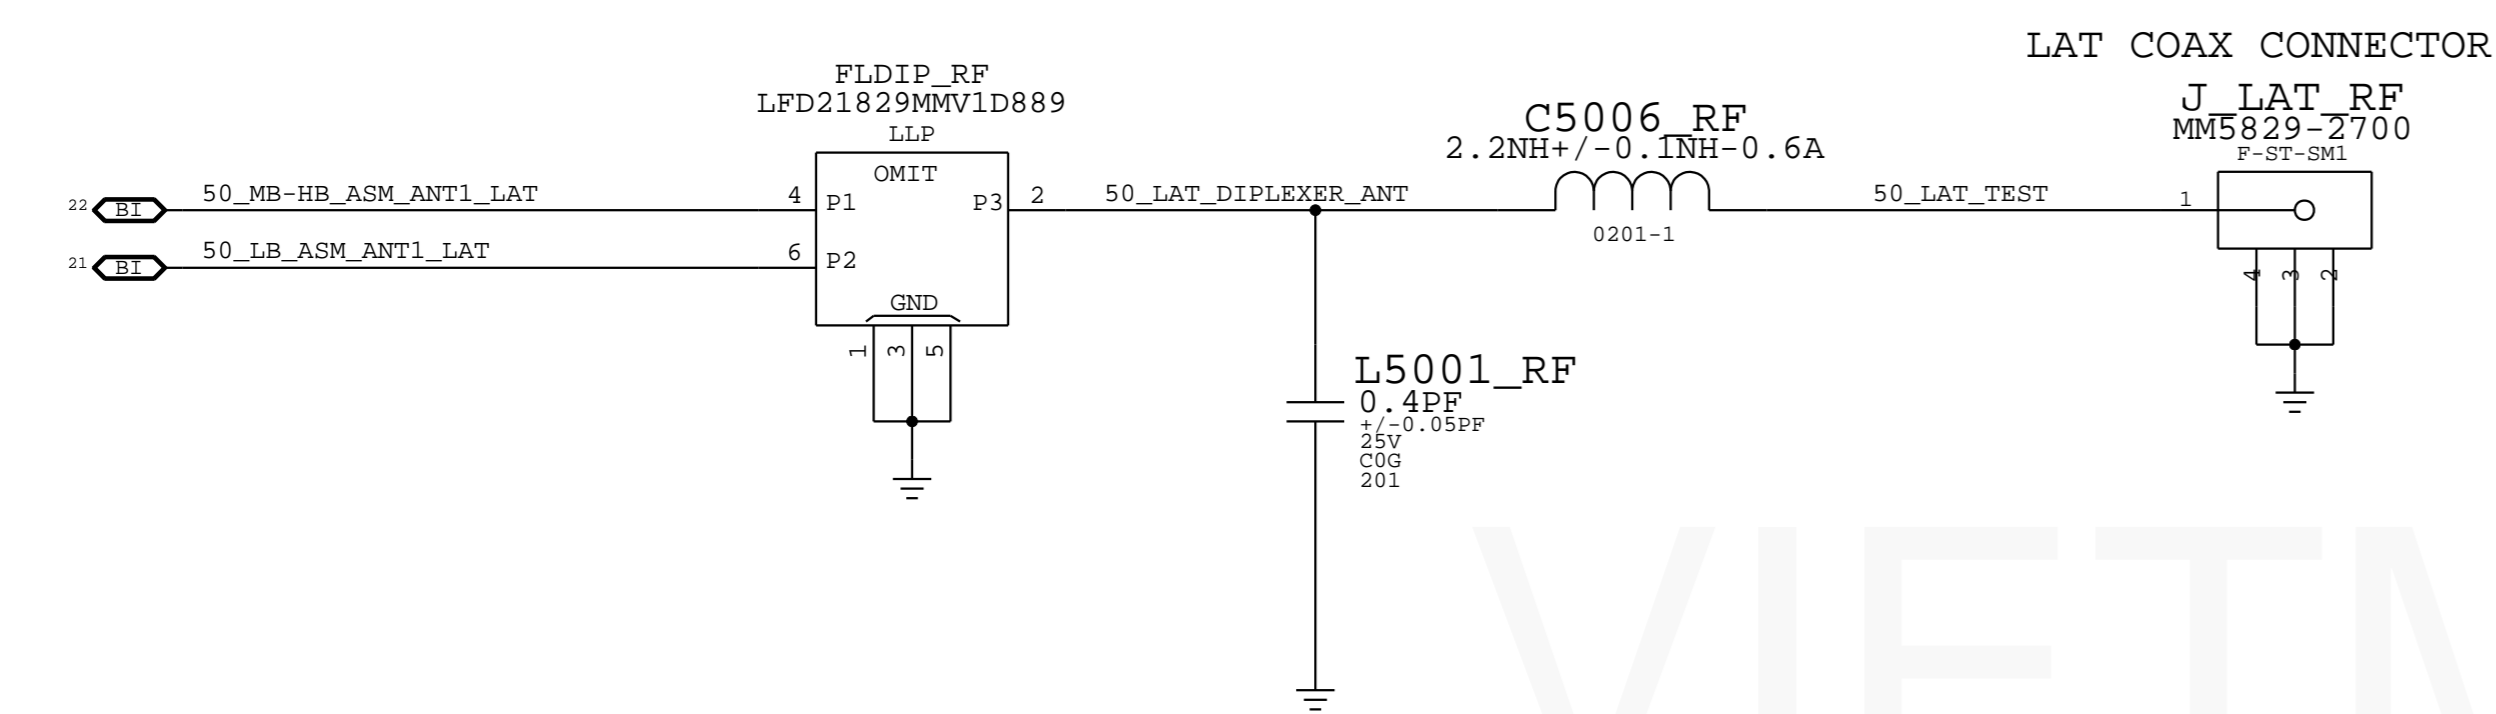 LAT COAX CONNECTOR
FLDIP_RF
LFD21829MMV1D889
LLP
OMIT
22 BI 50_MB-HB_ASM_ANT1_LAT 4 P1
21 BI 50_LB_ASM_ANT1_LAT 6 P2
P3 2 50_LAT_DIPLEXER_ANT
GND
1 3 5
C5006_RF
2.2NH+/-0.1NH-0.6A
0201-1
50_LAT_TEST 1
J_LAT_RF
MM5829-2700
F-ST-SM1
4 3 2
L5001_RF
0.4PF
+/-0.05PF
25V
C0G
201
VIETM